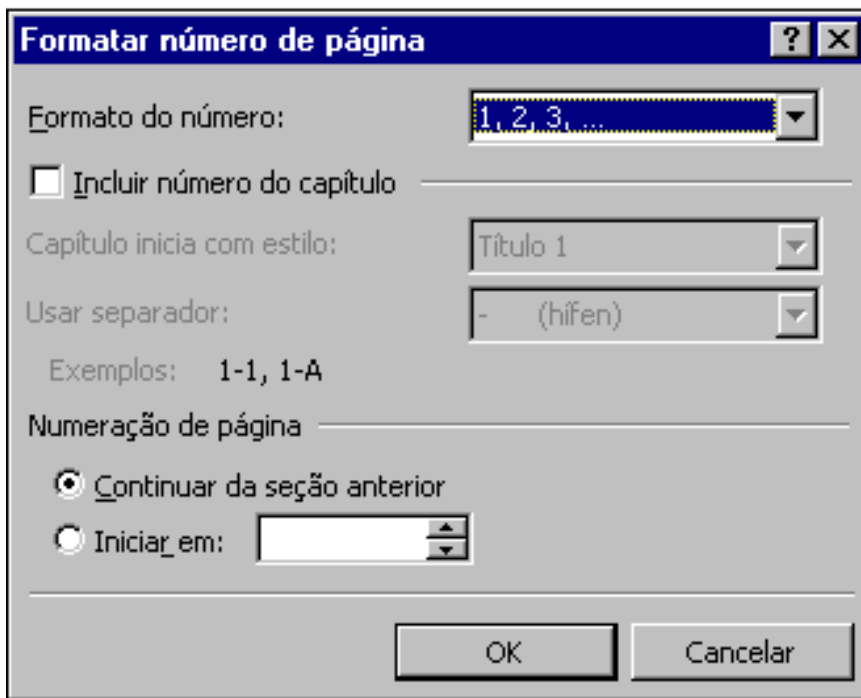 Formatar número de página
Formato do número: 1, 2, 3, ...
Incluir número do capítulo
Capítulo inicia com estilo: Título 1
Usar separador: - (hífen)
Exemplos: 1-1, 1-A
Numeração de página
Continuar da seção anterior
Iniciar em:
OK Cancelar